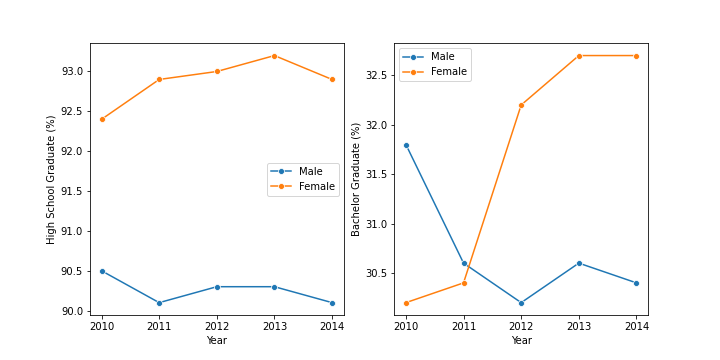 High School Graduate (%)
93.0
92.5
92.0
91.5
91.0
90.5
90.0
Male
Female
2010 2011 2012 2013 2014
Year
Bachelor Graduate (%)
32.5
32.0
31.5
31.0
30.5
Male
Female
2010 2011 2012 2013 2014
Year